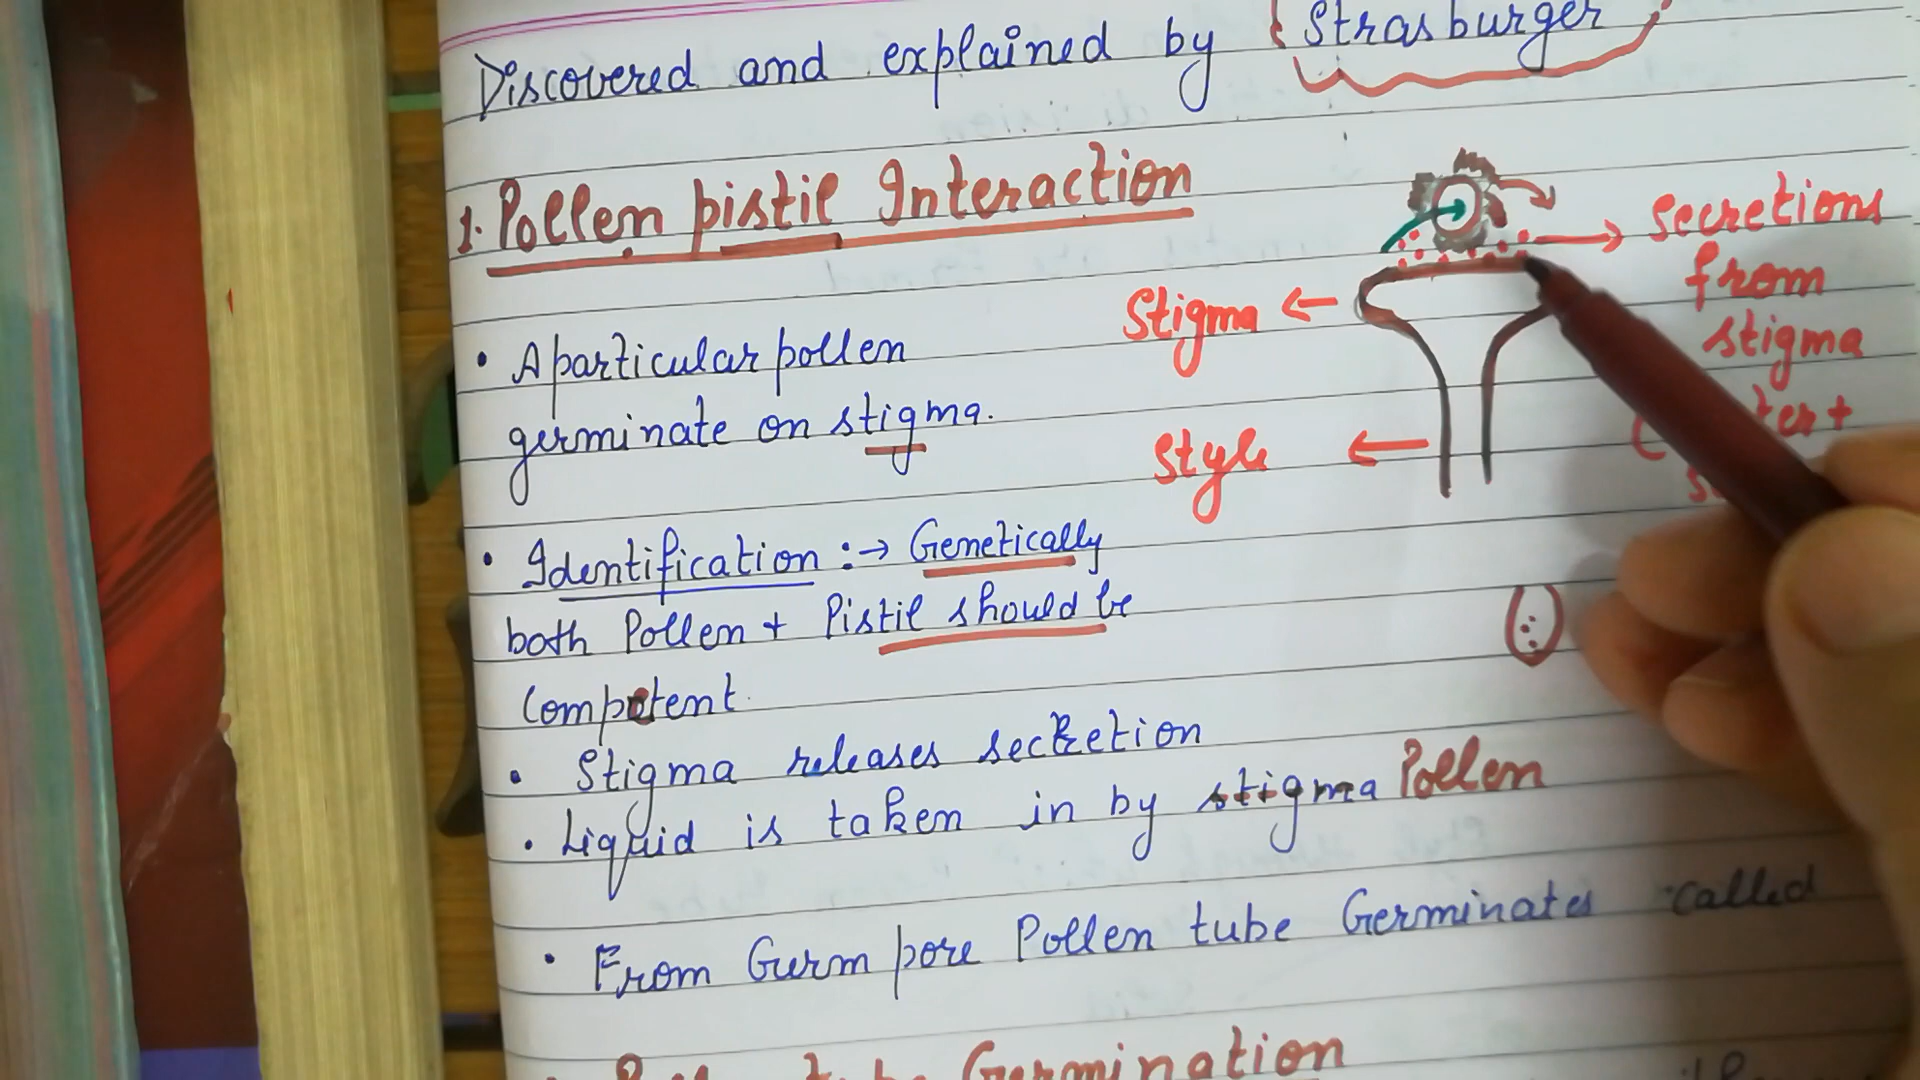 Discovered and explained by Strasburger
1. Pollen pistil Interaction
Secretions
from
stigma
Stigma
Style
• A particular pollen
germinate on stigma.
• Identification :→ Genetically
both Pollen + Pistil should be
Competent.
• Stigma releases secretion
• Liquid is taken in by stigma Pollen
• From Germ pore Pollen tube Germinates called
Germination